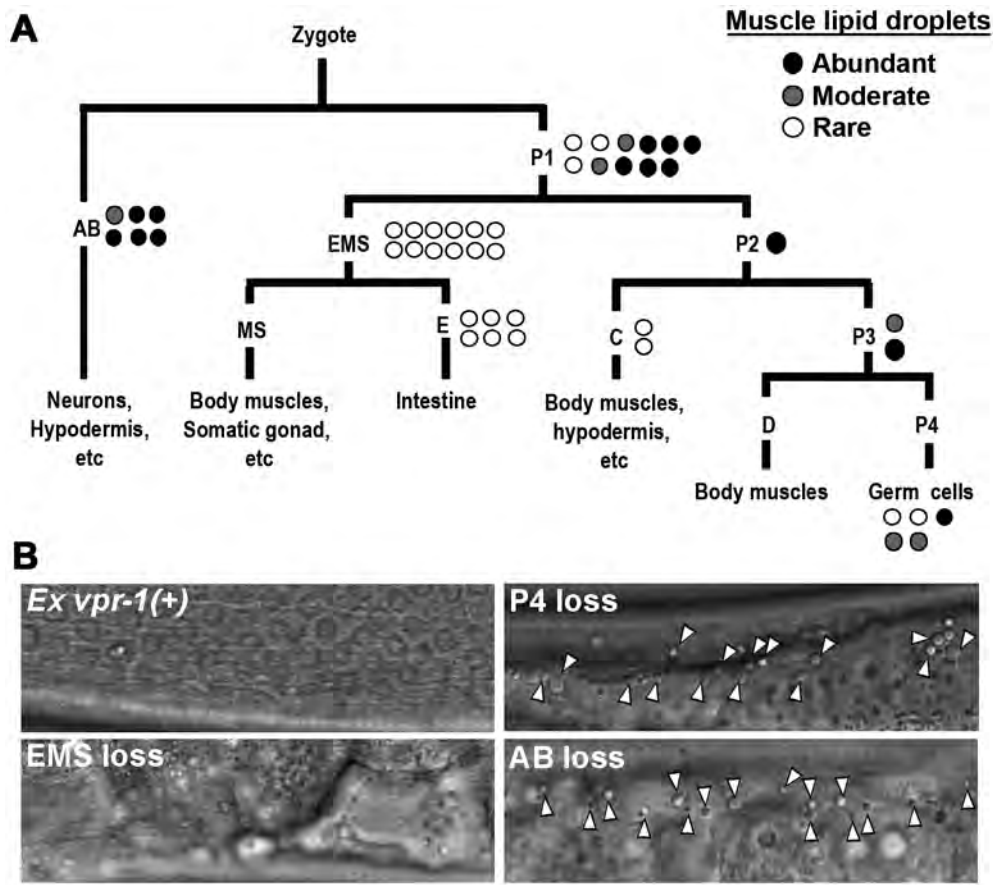 A
Zygote
Muscle lipid droplets
Abundant
Moderate
Rare
P1
AB
EMS
P2
MS
E
C
P3
Neurons,
Hypodermis,
etc
Body muscles,
Somatic gonad,
etc
Intestine
Body muscles,
hypodermis,
etc
D
P4
Body muscles
Germ cells
B
Ex vpr-1(+)
P4 loss
EMS loss
AB loss